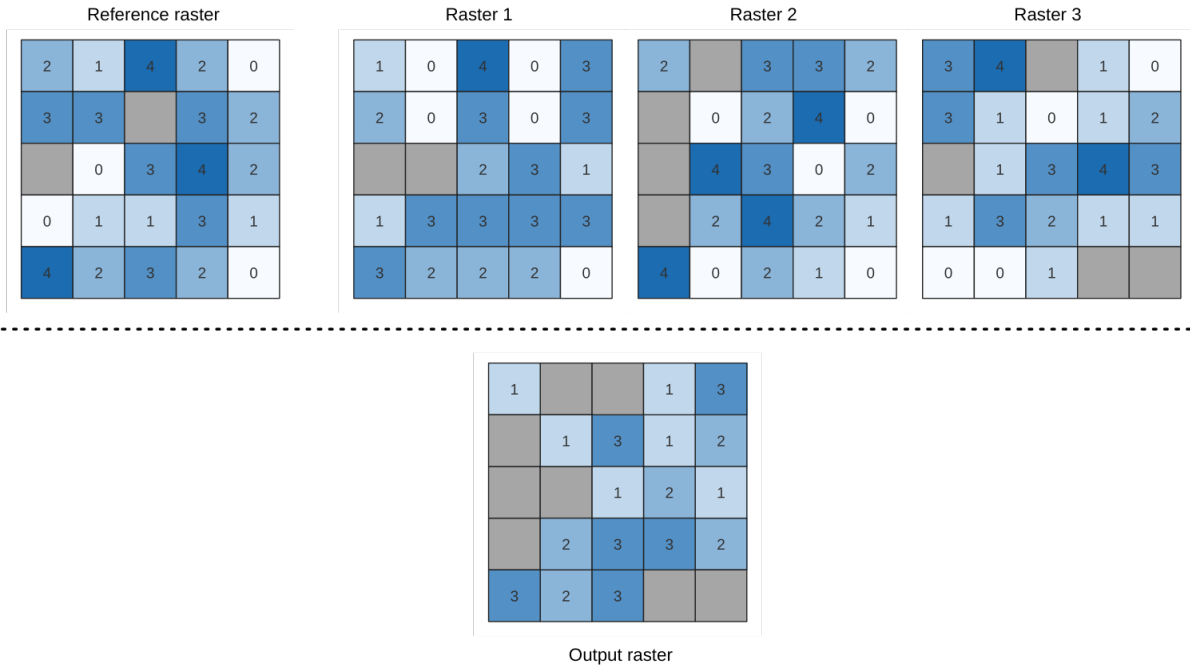 Reference raster Raster 1 Raster 2 Raster 3
2 1 4 2 0 1 0 4 0 3 2 3 3 2 3 4 1 0
3 3 3 2 2 0 3 0 3 0 2 4 0 3 1 0 1 2
0 3 4 2 2 3 1 4 3 0 2 1 3 4 3
0 1 1 3 1 1 3 3 3 3 2 4 2 1 1 3 2 1 1
4 2 3 2 0 3 2 2 2 0 4 0 2 1 0 0 0 1
1 1 3
1 3 1 2
1 2 1
2 3 3 2
3 2 3
Output raster